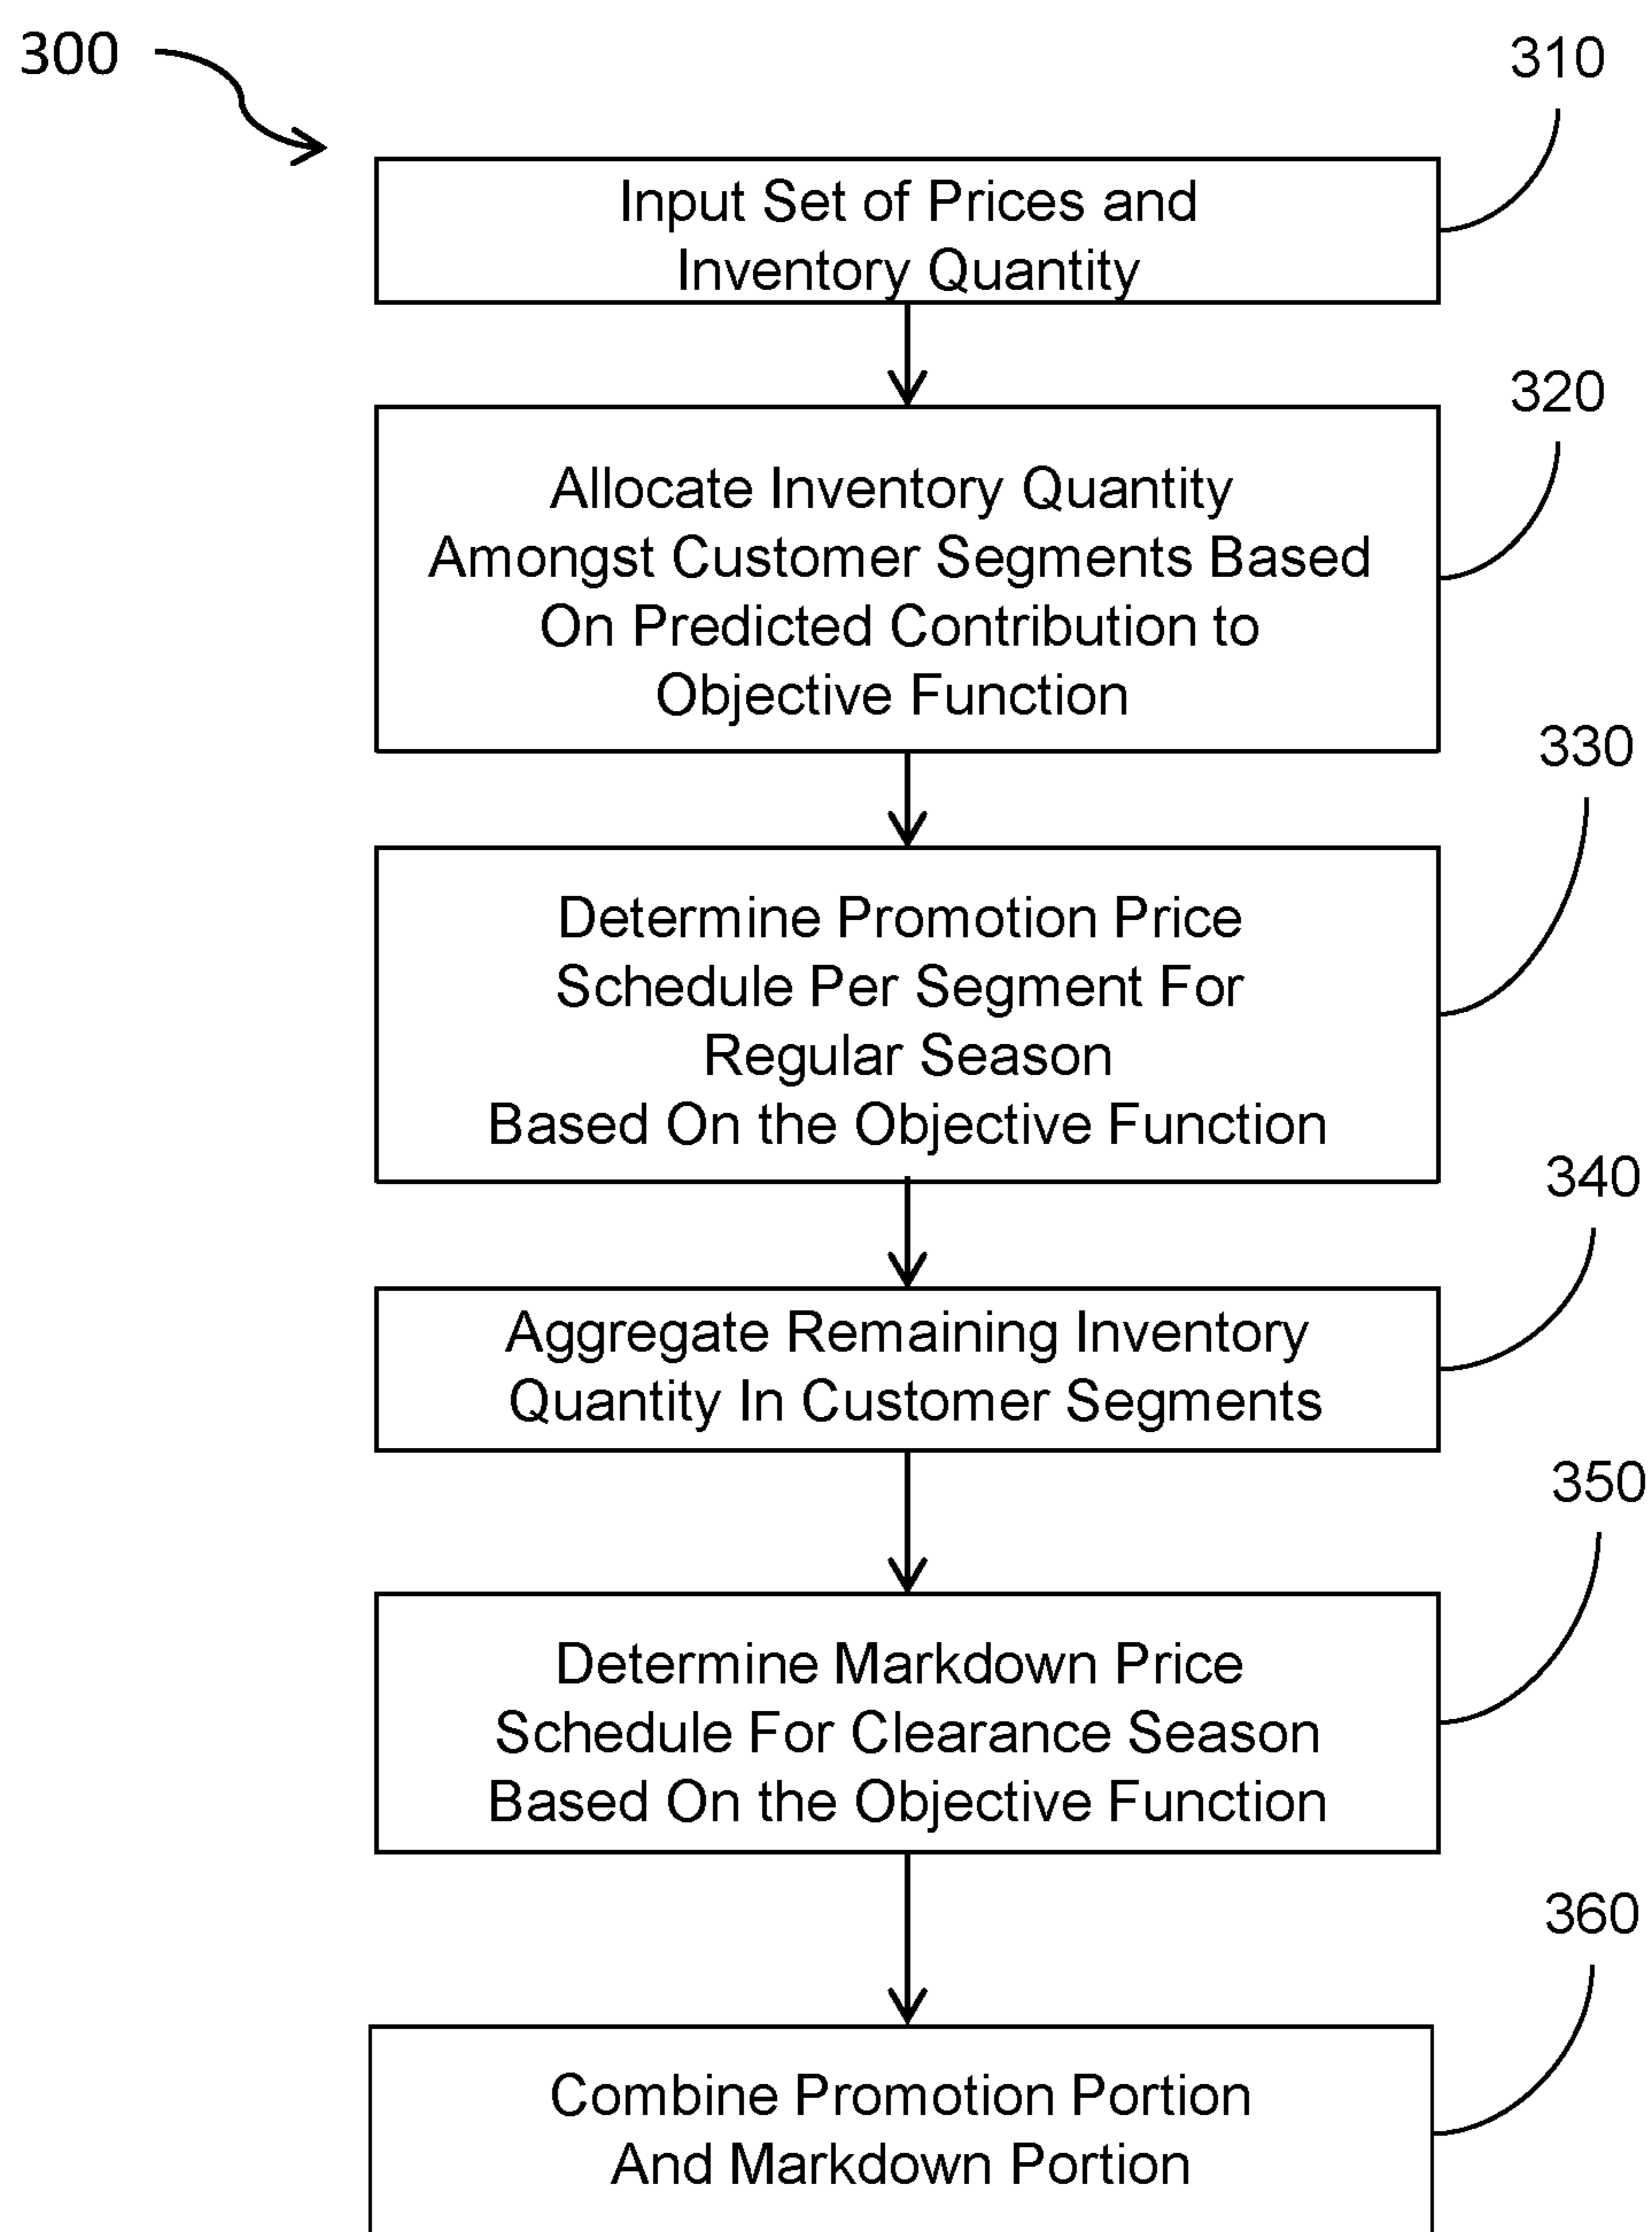 300
310
Input Set of Prices and
Inventory Quantity
320
Allocate Inventory Quantity
Amongst Customer Segments Based
On Predicted Contribution to
Objective Function
330
Determine Promotion Price
Schedule Per Segment For
Regular Season
Based On the Objective Function
340
Aggregate Remaining Inventory
Quantity In Customer Segments
350
Determine Markdown Price
Schedule For Clearance Season
Based On the Objective Function
360
Combine Promotion Portion
And Markdown Portion